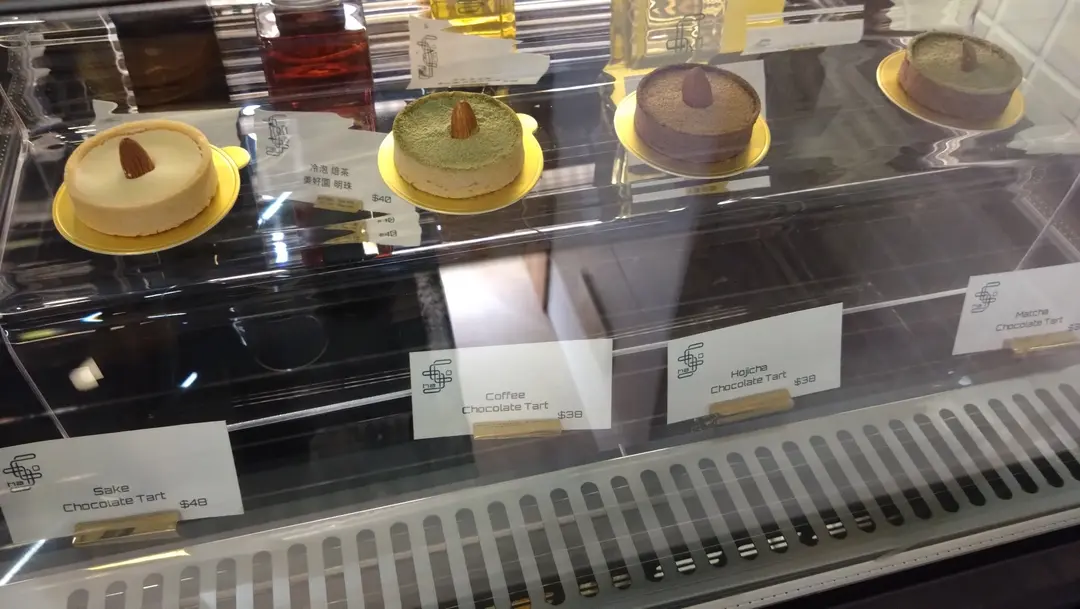 冷泡 焙茶
美好園 明珠
$40
Sake
Chocolate Tart $48
Coffee
Chocolate Tart $38
Hojicha
Chocolate Tart $38
Matcha
Chocolate Tart